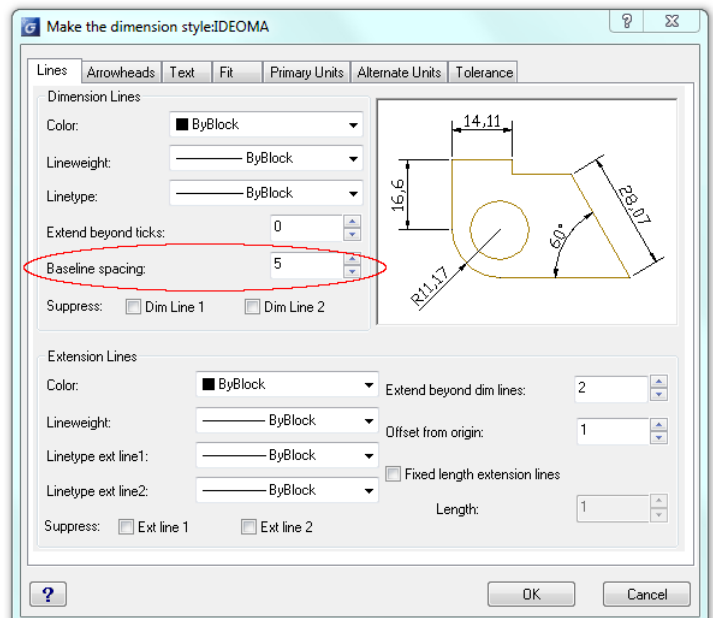 Make the dimension style:IDEOMA
Lines Arrowheads Text Fit Primary Units Alternate Units Tolerance
Dimension Lines
Color: ByBlock
Lineweight: ByBlock
Linetype: ByBlock
Extend beyond ticks: 0
Baseline spacing: 5
Suppress: Dim Line 1 Dim Line 2
14,11
16,6
28,07
60°
R11,17
Extension Lines
Color: ByBlock
Lineweight: ByBlock
Linetype ext line1: ByBlock
Linetype ext line2: ByBlock
Suppress: Ext line 1 Ext line 2
Extend beyond dim lines: 2
Offset from origin: 1
Fixed length extension lines
Length: 1
? OK Cancel